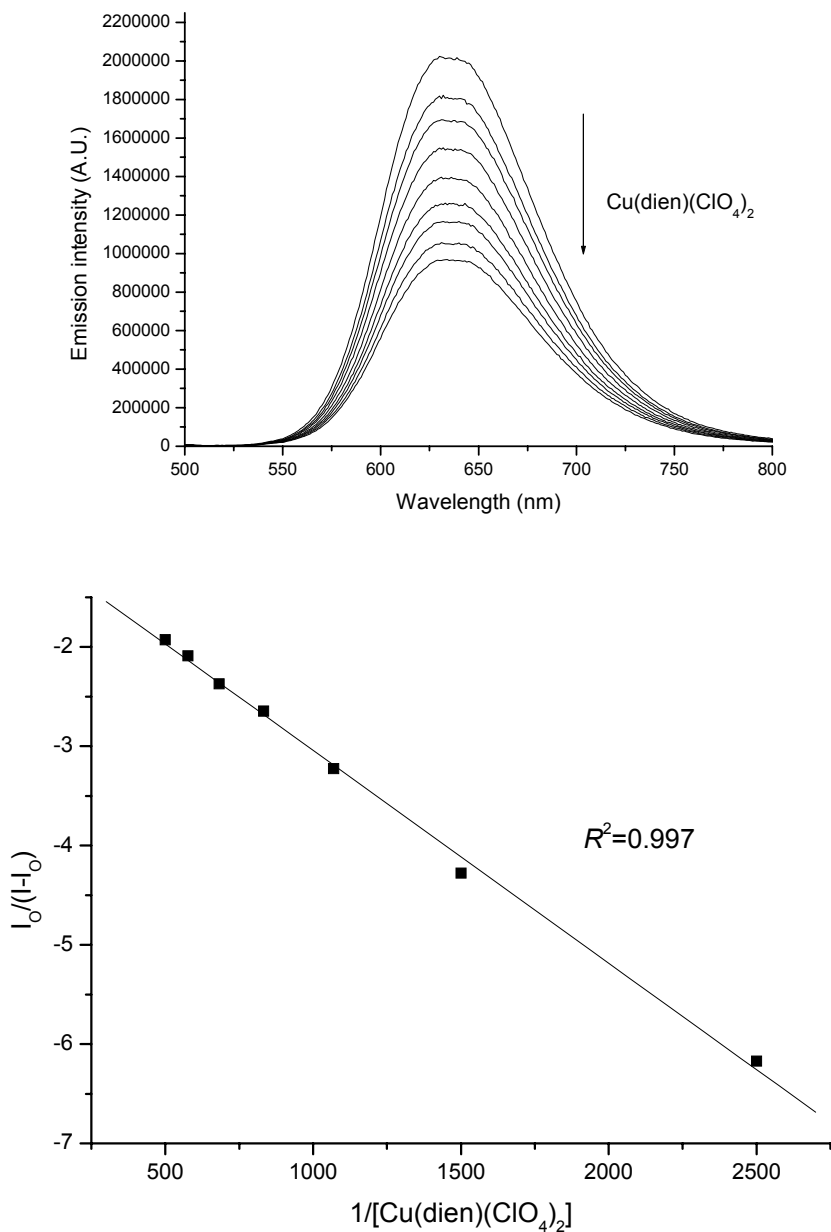 2200000
2000000
1800000
1600000
1400000
1200000
1000000
800000
600000
400000
200000
0
Emission intensity (A.U.)
Cu(dien)(ClO₄)₂
500 550 600 650 700 750 800
Wavelength (nm)
-2
-3
-4
-5
-6
-7
I_O/(I-I_O)
R²=0.997
500 1000 1500 2000 2500
1/[Cu(dien)(ClO₄)₂]